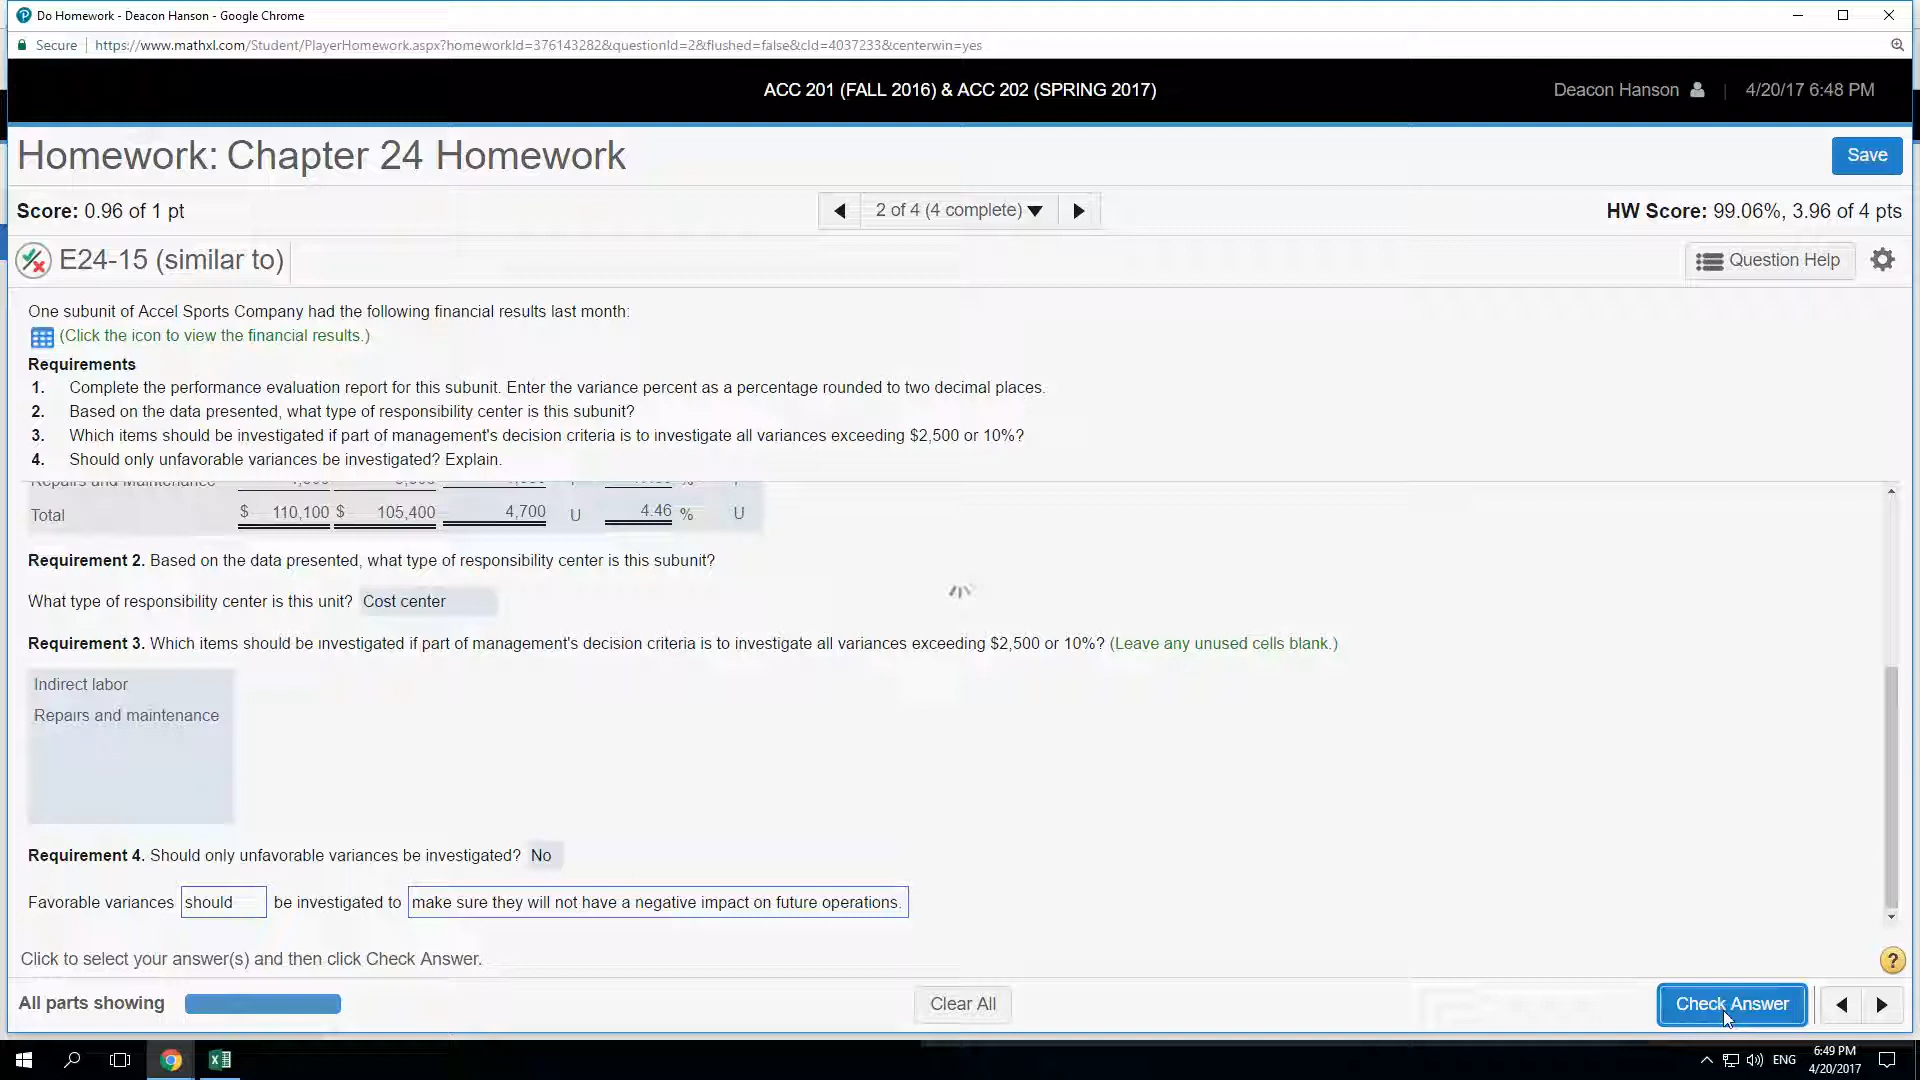 Do Homework - Deacon Hanson - Google Chrome
Secure https://www.mathxl.com/Student/PlayerHomework.aspx?homeworkId=376143282&questionId=2&flushed=false&cId=4037233&centerwin=yes
ACC 201 (FALL 2016) & ACC 202 (SPRING 2017)
Deacon Hanson | 4/20/17 6:48 PM
Homework: Chapter 24 Homework
Save
Score: 0.96 of 1 pt
2 of 4 (4 complete)
HW Score: 99.06%, 3.96 of 4 pts
E24-15 (similar to)
Question Help
One subunit of Accel Sports Company had the following financial results last month:
(Click the icon to view the financial results.)
Requirements
1. Complete the performance evaluation report for this subunit. Enter the variance percent as a percentage rounded to two decimal places.
2. Based on the data presented, what type of responsibility center is this subunit?
3. Which items should be investigated if part of management's decision criteria is to investigate all variances exceeding $2,500 or 10%?
4. Should only unfavorable variances be investigated? Explain.
Repairs and Maintenance
Total $ 110,100 $ 105,400 4,700 U 4.46 % U
Requirement 2. Based on the data presented, what type of responsibility center is this subunit?
What type of responsibility center is this unit? Cost center
Requirement 3. Which items should be investigated if part of management's decision criteria is to investigate all variances exceeding $2,500 or 10%? (Leave any unused cells blank.)
Indirect labor
Repairs and maintenance
Requirement 4. Should only unfavorable variances be investigated? No
Favorable variances should be investigated to make sure they will not have a negative impact on future operations.
Click to select your answer(s) and then click Check Answer.
?
All parts showing
Clear All
Check Answer
ENG
6:49 PM
4/20/2017